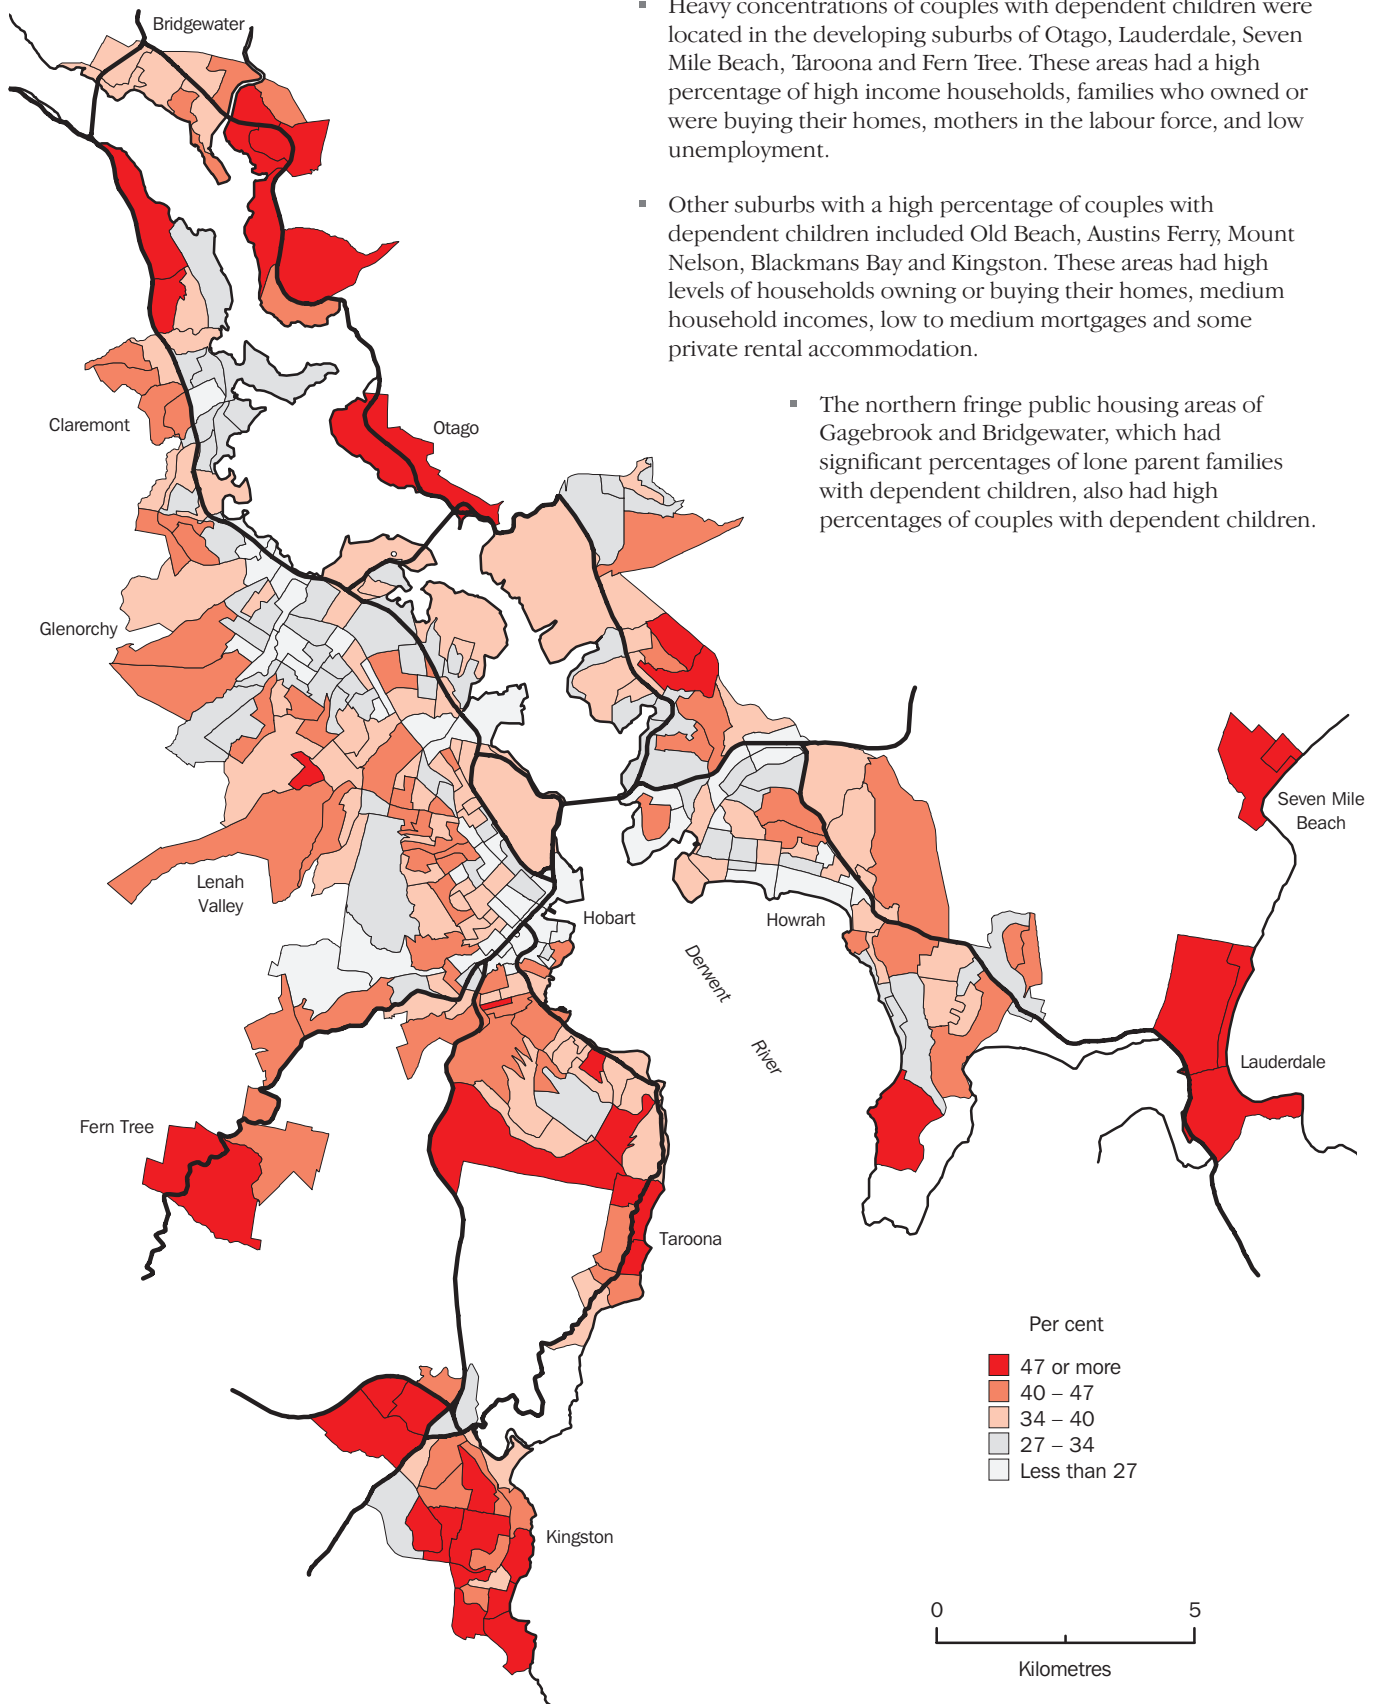 Heavy concentrations of couples with dependent children were
located in the developing suburbs of Otago, Lauderdale, Seven
Mile Beach, Taroona and Fern Tree. These areas had a high
percentage of high income households, families who owned or
were buying their homes, mothers in the labour force, and low
unemployment.
Other suburbs with a high percentage of couples with
dependent children included Old Beach, Austins Ferry, Mount
Nelson, Blackmans Bay and Kingston. These areas had high
levels of households owning or buying their homes, medium
household incomes, low to medium mortgages and some
private rental accommodation.
The northern fringe public housing areas of
Gagebrook and Bridgewater, which had
significant percentages of lone parent families
with dependent children, also had high
percentages of couples with dependent children.
Bridgewater
Claremont
Otago
Glenorchy
Seven Mile
Beach
Lenah
Valley
Hobart
Howrah
Derwent
River
Lauderdale
Fern Tree
Taroona
Kingston
Per cent
47 or more
40 – 47
34 – 40
27 – 34
Less than 27
0
5
Kilometres